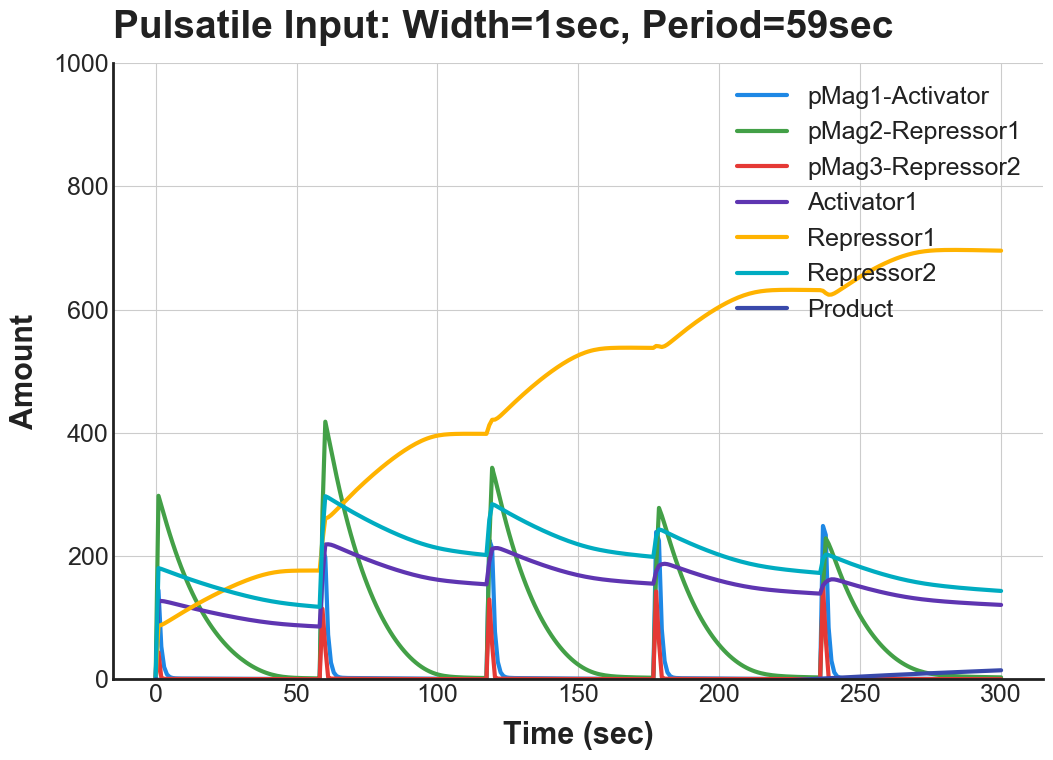 Pulsatile Input: Width=1sec, Period=59sec
1000
800
600
400
200
0
Amount
pMag1-Activator
pMag2-Repressor1
pMag3-Repressor2
Activator1
Repressor1
Repressor2
Product
0 50 100 150 200 250 300
Time (sec)